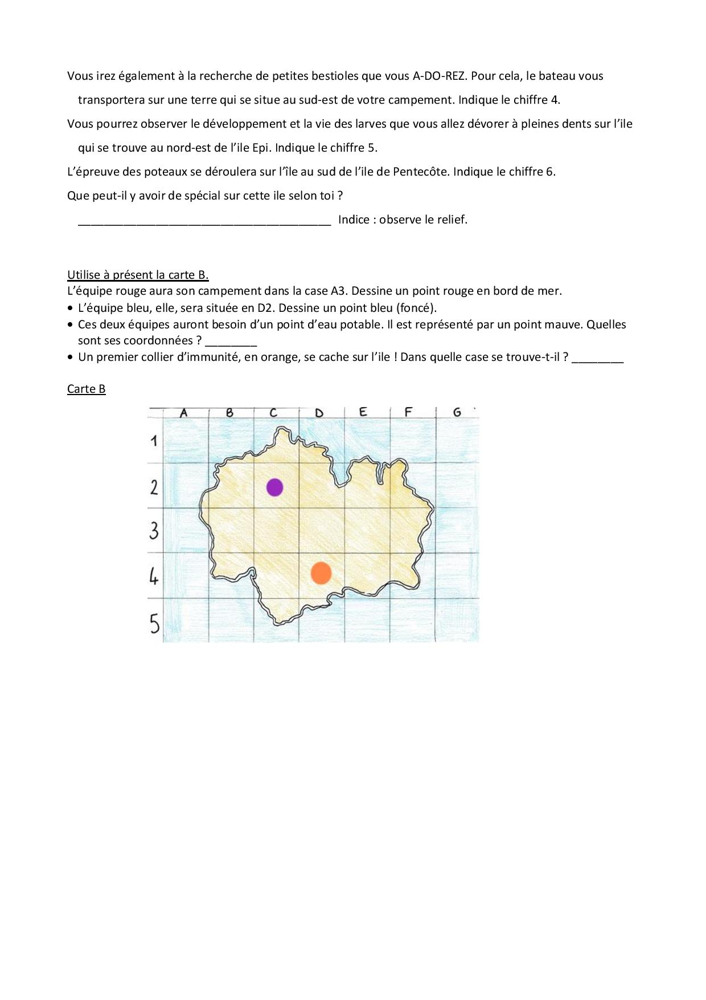 Vous irez également à la recherche de petites bestioles que vous A-DO-REZ. Pour cela, le bateau vous
transportera sur une terre qui se situe au sud-est de votre campement. Indique le chiffre 4.
Vous pourrez observer le développement et la vie des larves que vous allez dévorer à pleines dents sur l’ile
qui se trouve au nord-est de l’ile Epi. Indique le chiffre 5.
L’épreuve des poteaux se déroulera sur l’île au sud de l’ile de Pentecôte. Indique le chiffre 6.
Que peut-il y avoir de spécial sur cette ile selon toi ?
_______________________________________ Indice : observe le relief.
Utilise à présent la carte B.
L’équipe rouge aura son campement dans la case A3. Dessine un point rouge en bord de mer.
• L’équipe bleu, elle, sera située en D2. Dessine un point bleu (foncé).
• Ces deux équipes auront besoin d’un point d’eau potable. Il est représenté par un point mauve. Quelles
sont ses coordonnées ? ________
• Un premier collier d’immunité, en orange, se cache sur l’ile ! Dans quelle case se trouve-t-il ? ________
Carte B
A B C D E F G
1
2
3
4
5